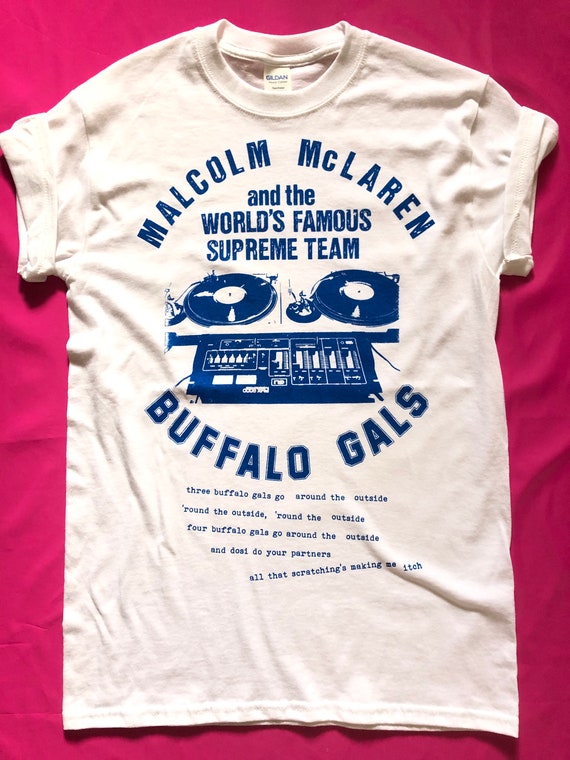 GILDAN
MALCOLM McLAREN
and the
WORLD'S FAMOUS
SUPREME TEAM
BUFFALO GALS
three buffalo gals go around the outside
'round the outside, 'round the outside
four buffalo gals go around the outside
and dosi do your partners
all that scratching's making me itch